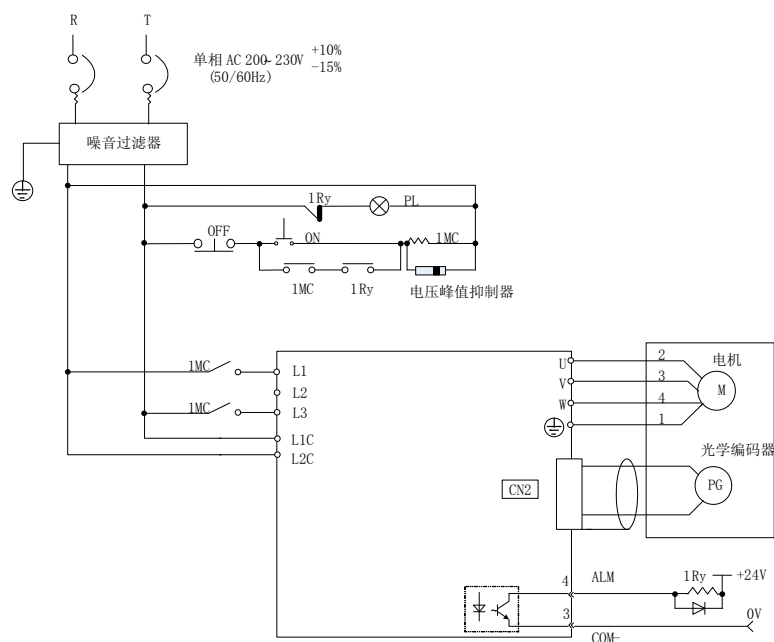 R
T
单相 AC 200~230V +10% -15%
(50/60Hz)
噪音过滤器
1Ry
PL
OFF
ON
1MC
1MC
1Ry
电压峰值抑制器
1MC
L1
L2
1MC
L3
L1C
L2C
U
V
W
2
3
4
1
电机
M
光学编码器
PG
CN2
4
ALM
1Ry
+24V
3
COM-
0V